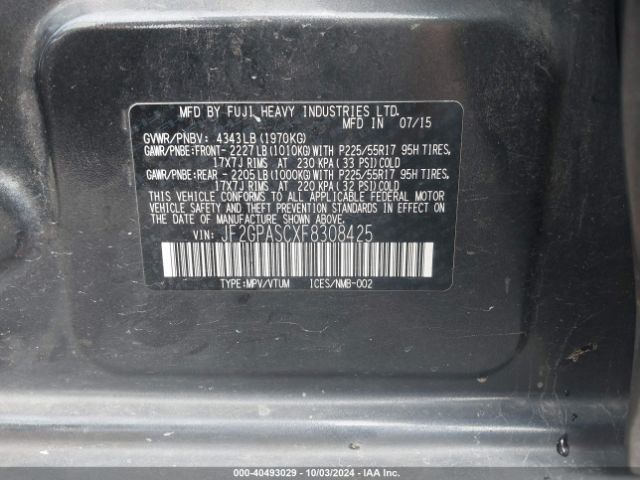 MFD BY FUJI HEAVY INDUSTRIES LTD.
MFD IN 07/15
GVWR/PNBV: 4343LB(1970KG)
GAWR/PNBE:FRONT-2227LB(1010KG)WITH P225/55R17 95H TIRES,
17X7J RIMS AT 230 KPA(33 PSI)COLD
GAWR/PNBE:REAR -2205LB(1000KG)WITH P225/55R17 95H TIRES,
17X7J RIMS AT 220 KPA(32 PSI)COLD
THIS VEHICLE CONFORMS TO ALL APPLICABLE FEDERAL MOTOR
VEHICLE SAFETY AND THEFT PREVENTION STANDARDS IN EFFECT
ON THE DATE OF MANUFACTURE SHOWN ABOVE.
VIN: JF2GPASCXF8308425
TYPE:MPV/VTUM ICES/NMB-002
000-40493029 - 10/03/2024 - IAA